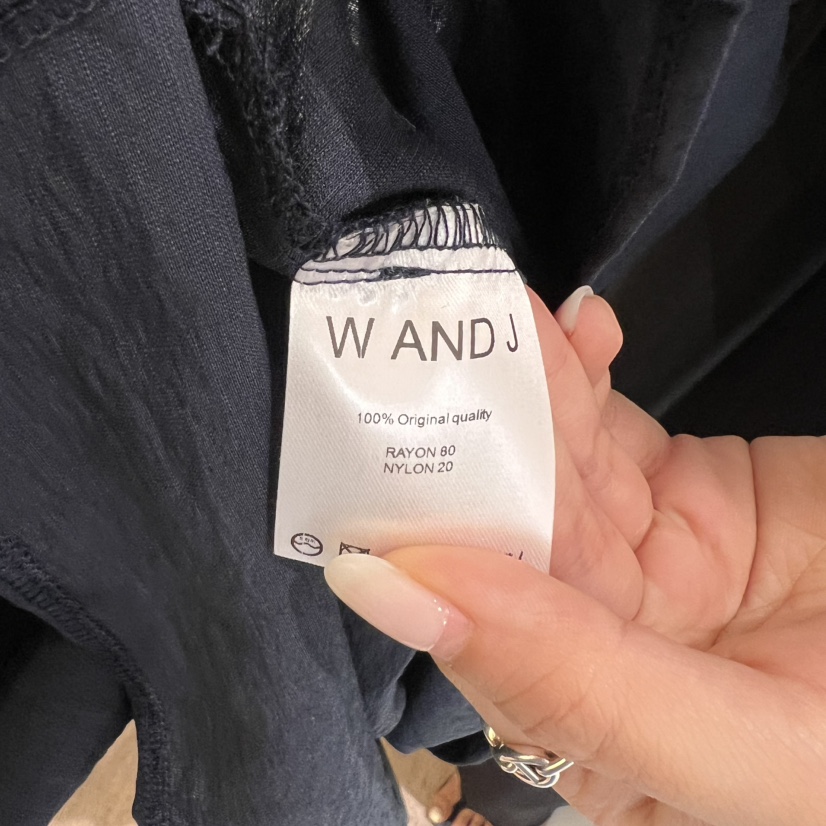 W AND J
100% Original quality
RAYON 80
NYLON 20